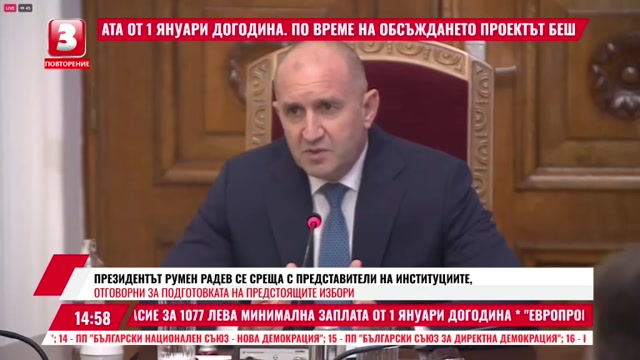 LIVE
3
ПОВТОРЕНИЕ
АТА ОТ 1 ЯНУАРИ ДОГОДИНА. ПО ВРЕМЕ НА ОБСЪЖДАНЕТО ПРОЕКТЪТ БЕШ
ПРЕЗИДЕНТЪТ РУМЕН РАДЕВ СЕ СРЕЩА С ПРЕДСТАВИТЕЛИ НА ИНСТИТУЦИИТЕ,
ОТГОВОРНИ ЗА ПОДГОТОВКАТА НА ПРЕДСТОЯЩИТЕ ИЗБОРИ
14:58
АСИЕ ЗА 1077 ЛЕВА МИНИМАЛНА ЗАПЛАТА ОТ 1 ЯНУАРИ ДОГОДИНА * "ЕВРОПРО
"; 14 - ПП "БЪЛГАРСКИ НАЦИОНАЛЕН СЪЮЗ - НОВА ДЕМОКРАЦИЯ"; 15 - ПП "БЪЛГАРСКИ СЪЮЗ ЗА ДИРЕКТНА ДЕМОКРАЦИЯ"; 16 -